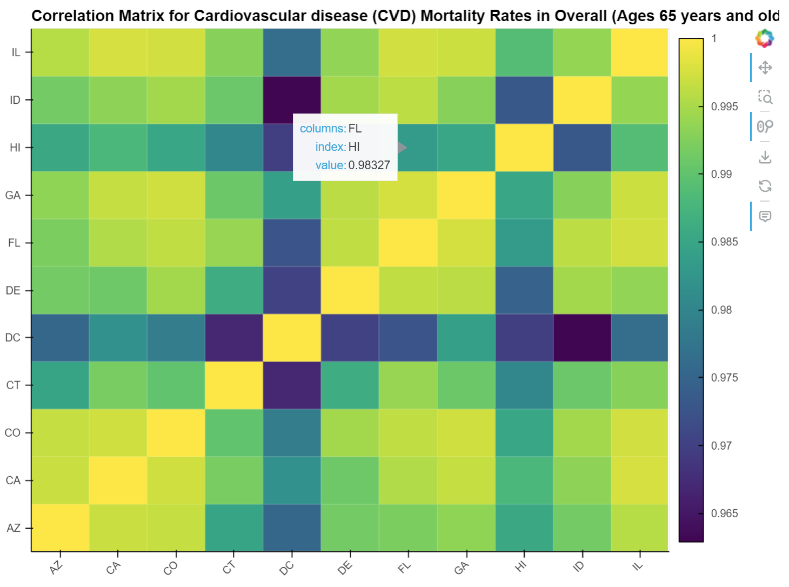 Correlation Matrix for Cardiovascular disease (CVD) Mortality Rates in Overall (Ages 65 years and old
IL
ID
HI
GA
FL
DE
DC
CT
CO
CA
AZ
columns: FL
index: HI
value: 0.98327
AZ
CA
CO
CT
DC
DE
FL
GA
HI
ID
IL
1
0.995
0.99
0.985
0.98
0.975
0.97
0.965